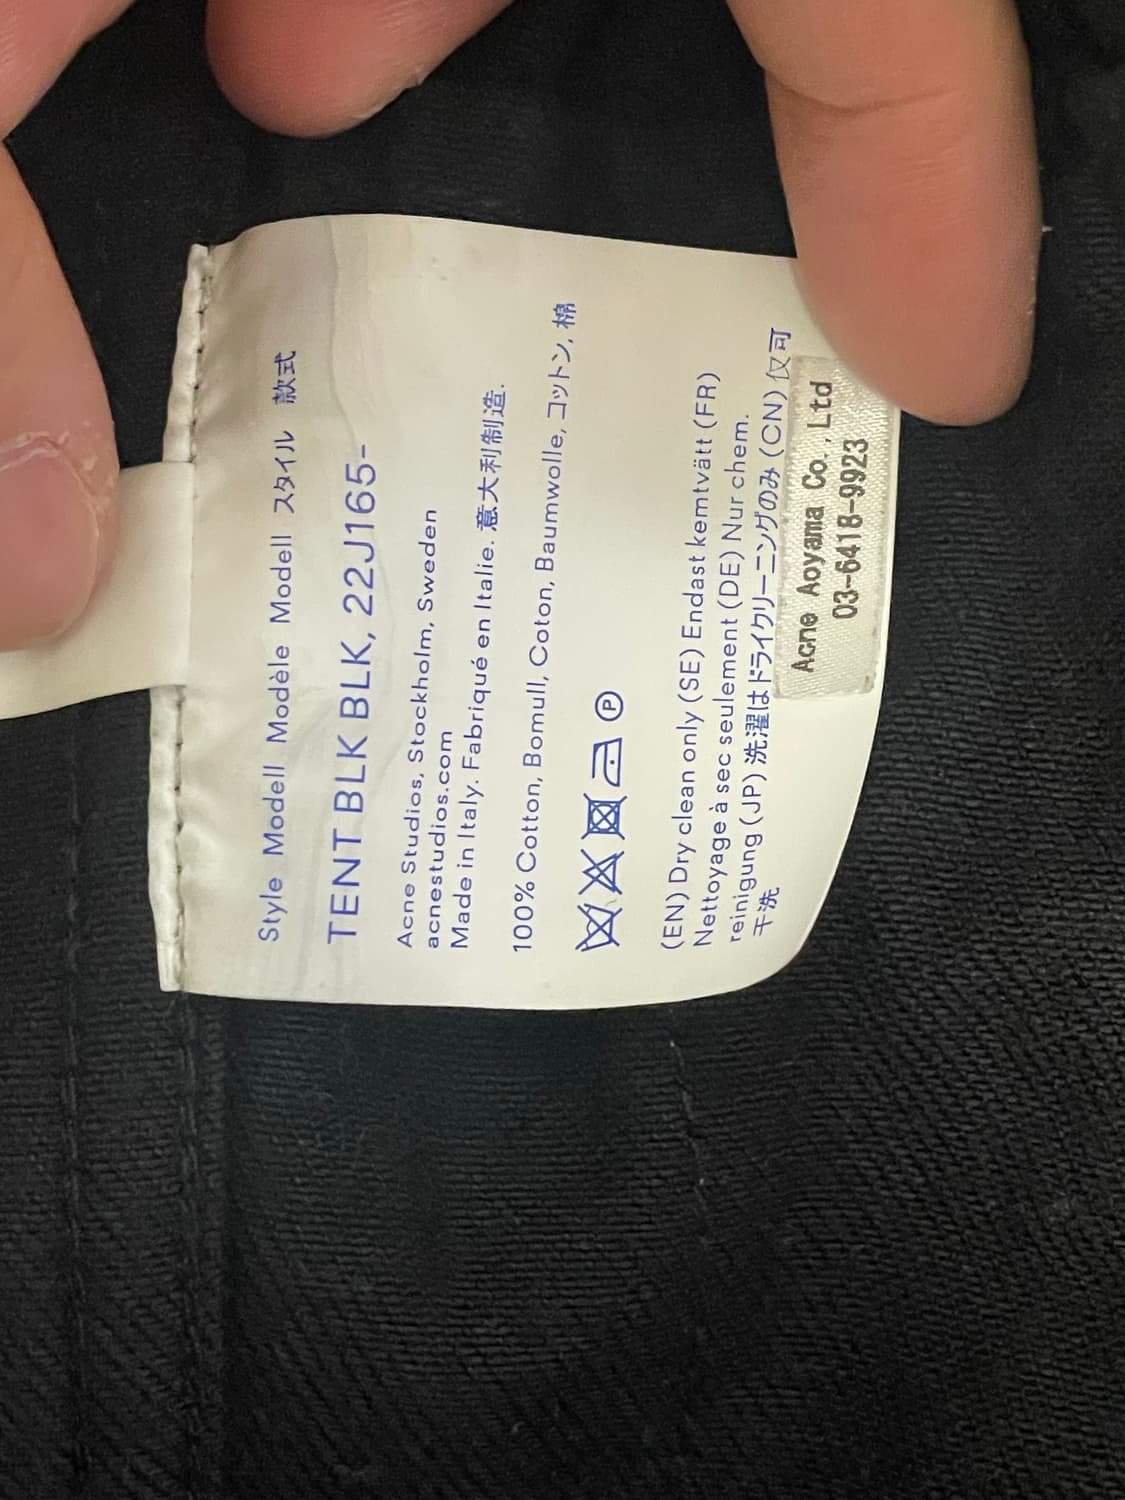 Style Modell Modèle Modell スタイル 款式
TENT BLK BLK, 22J165-
Acne Studios, Stockholm, Sweden
acnestudios.com
Made in Italy. Fabriqué en Italie. 意大利制造.
100% Cotton, Bomull, Coton, Baumwolle, コットン, 棉
P
(EN) Dry clean only (SE) Endast kemtvätt (FR)
Nettoyage à sec seulement (DE) Nur chem.
reinigung (JP) 洗濯はドライクリーニングのみ (CN) 仅可
干洗
Acne Aoyama Co., Ltd
03-6418-9923